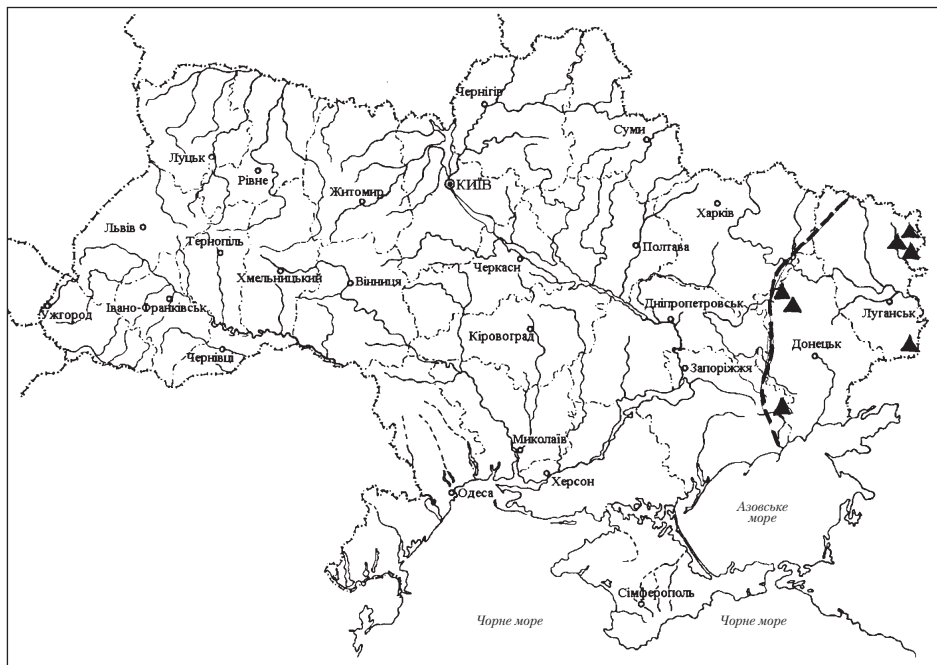 Чернігів
Суми
Луцьк
Рівне
Житомир
КИЇВ
Харків
Львів
Тернопіль
Полтава
Хмельницький
Вінниця
Черкаси
Ужгород
Івано-Франківськ
Дніпропетровськ
Луганськ
Кіровоград
Донецьк
Чернівці
Запоріжжя
Миколаїв
Херсон
Одеса
Азовське
море
Сімферополь
Чорне море
Чорне море